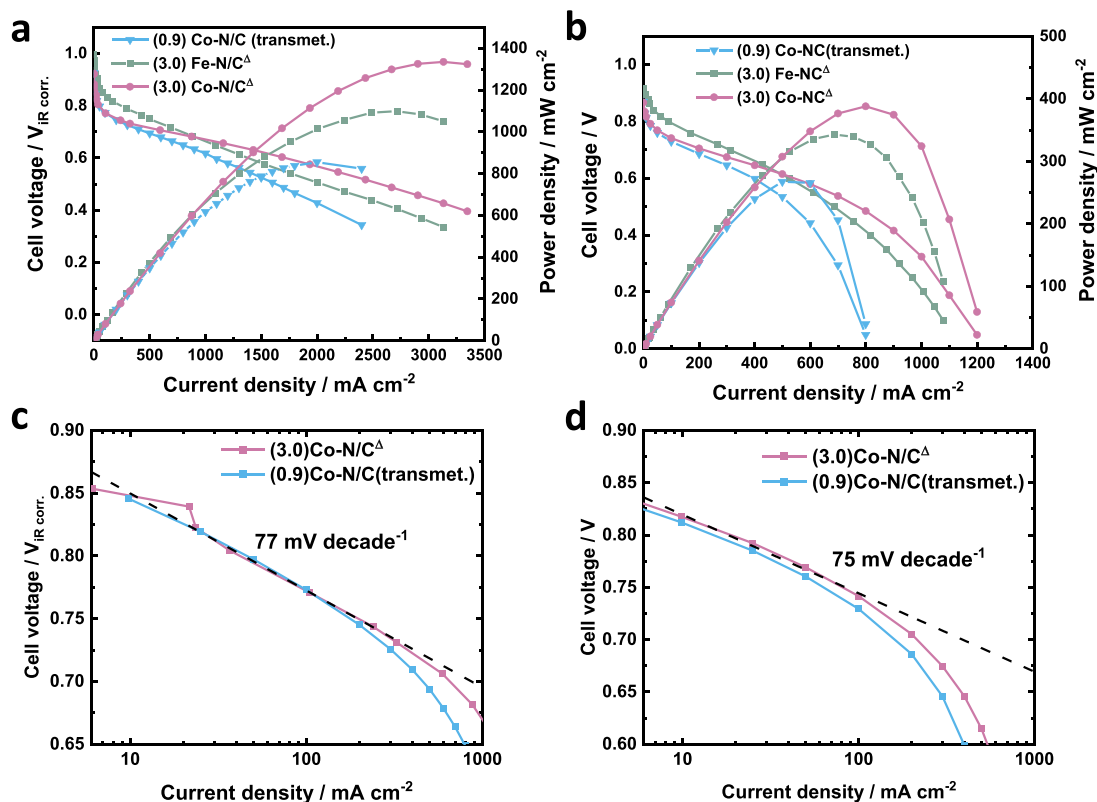 a
(0.9) Co-N/C (transmet.)
(3.0) Fe-N/C^Δ
(3.0) Co-N/C^Δ
Cell voltage / V_iR corr.
1.0
0.8
0.6
0.4
0.2
0.0
1400
1200
1000
800
600
400
200
0
Power density / mW cm^-2
0 500 1000 1500 2000 2500 3000 3500
Current density / mA cm^-2
b
(0.9) Co-NC(transmet.)
(3.0) Fe-NC^Δ
(3.0) Co-NC^Δ
Cell voltage / V
1.0
0.8
0.6
0.4
0.2
0.0
500
400
300
200
100
0
Power density / mW cm^-2
0 200 400 600 800 1000 1200 1400
Current density / mA cm^-2
c
(3.0)Co-N/C^Δ
(0.9)Co-N/C(transmet.)
77 mV decade^-1
Cell voltage / V_iR corr.
0.90
0.85
0.80
0.75
0.70
0.65
10 100 1000
Current density / mA cm^-2
d
(3.0)Co-N/C^Δ
(0.9)Co-N/C(transmet.)
75 mV decade^-1
Cell voltage / V
0.90
0.85
0.80
0.75
0.70
0.65
0.60
10 100 1000
Current density / mA cm^-2